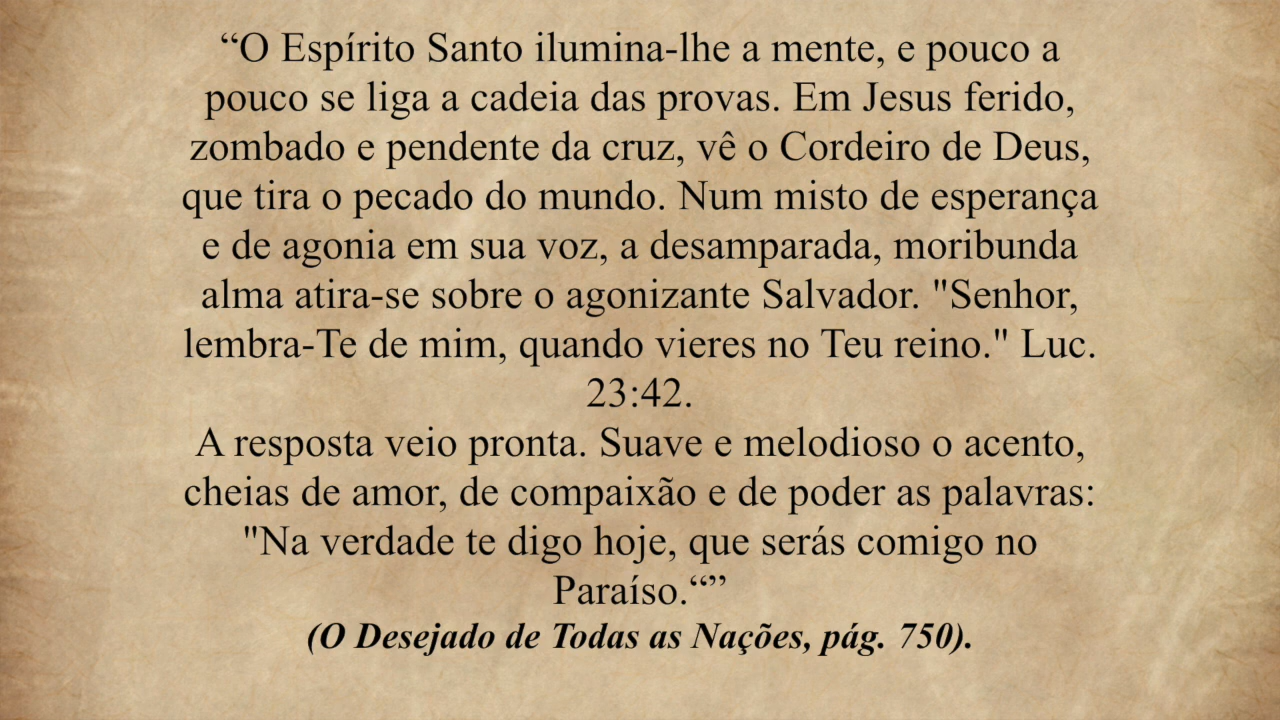 “O Espírito Santo ilumina-lhe a mente, e pouco a
pouco se liga a cadeia das provas. Em Jesus ferido,
zombado e pendente da cruz, vê o Cordeiro de Deus,
que tira o pecado do mundo. Num misto de esperança
e de agonia em sua voz, a desamparada, moribunda
alma atira-se sobre o agonizante Salvador. "Senhor,
lembra-Te de mim, quando vieres no Teu reino." Luc.
23:42.
A resposta veio pronta. Suave e melodioso o acento,
cheias de amor, de compaixão e de poder as palavras:
"Na verdade te digo hoje, que serás comigo no
Paraíso.“”
(O Desejado de Todas as Nações, pág. 750).